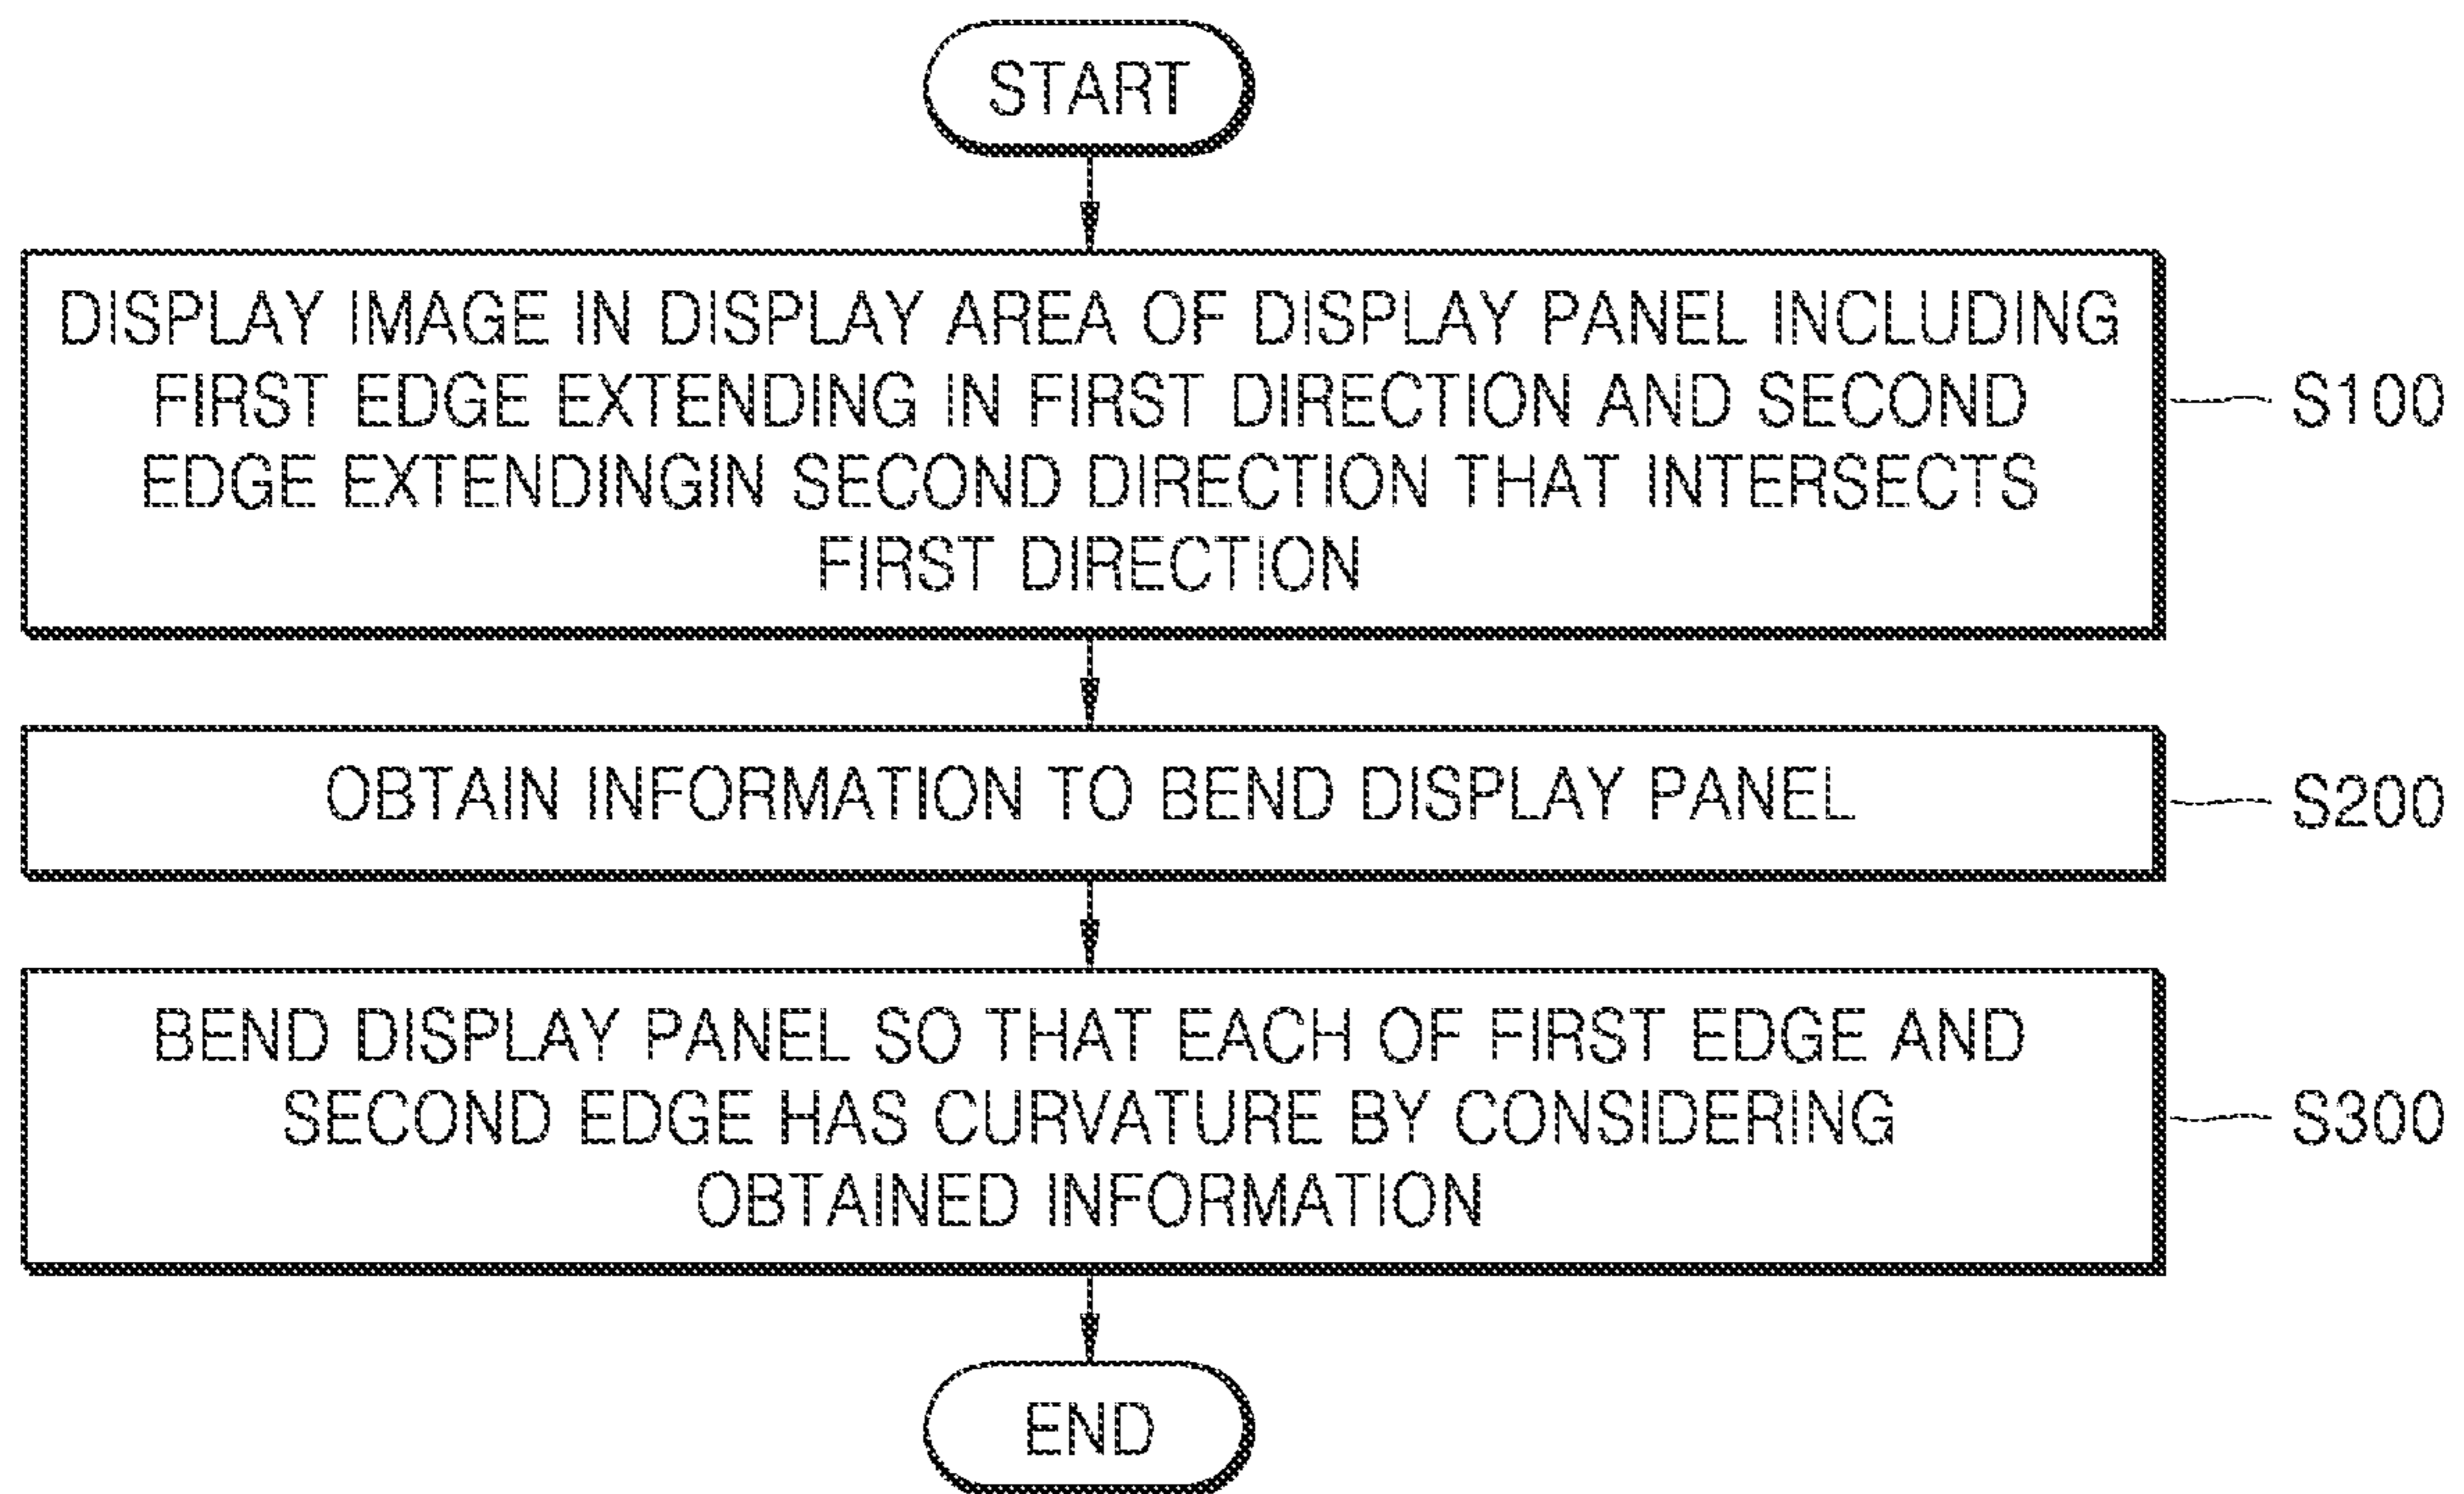 START
DISPLAY IMAGE IN DISPLAY AREA OF DISPLAY PANEL INCLUDING
FIRST EDGE EXTENDING IN FIRST DIRECTION AND SECOND
EDGE EXTENDINGIN SECOND DIRECTION THAT INTERSECTS
FIRST DIRECTION
S100
OBTAIN INFORMATION TO BEND DISPLAY PANEL
S200
BEND DISPLAY PANEL SO THAT EACH OF FIRST EDGE AND
SECOND EDGE HAS CURVATURE BY CONSIDERING
OBTAINED INFORMATION
S300
END